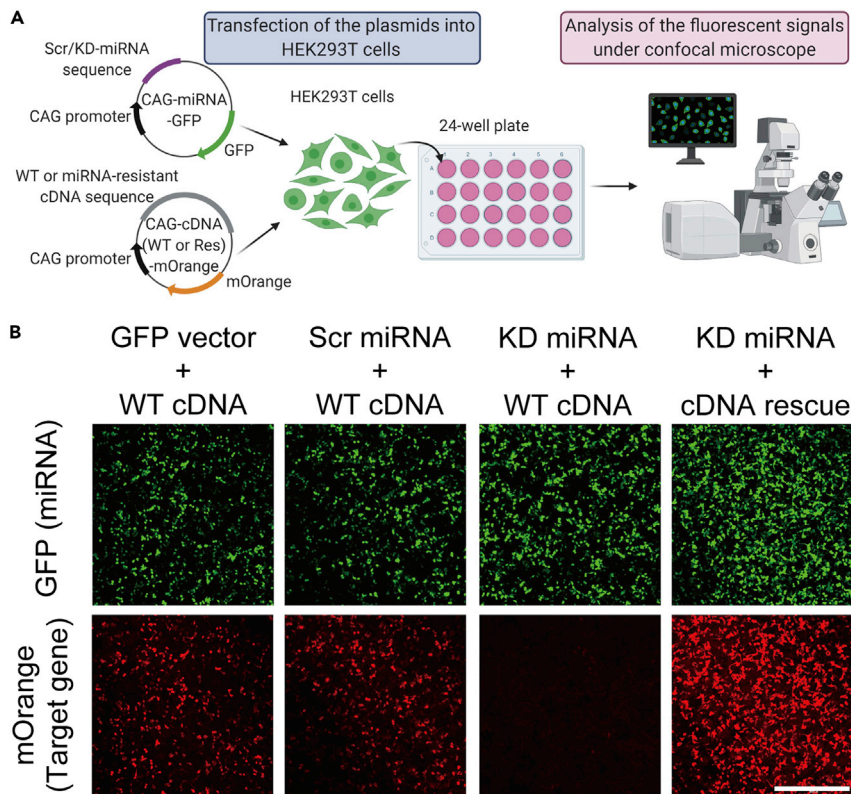 A
Transfection of the plasmids into
HEK293T cells
Analysis of the fluorescent signals
under confocal microscope
Scr/KD-miRNA
sequence
CAG promoter
CAG-miRNA
-GFP
GFP
WT or miRNA-resistant
cDNA sequence
CAG promoter
CAG-cDNA
(WT or Res)
-mOrange
mOrange
HEK293T cells
24-well plate
1 2 3 4 5 6
A
B
C
D
B
GFP vector
+
WT cDNA
Scr miRNA
+
WT cDNA
KD miRNA
+
WT cDNA
KD miRNA
+
cDNA rescue
GFP (miRNA)
mOrange
(Target gene)